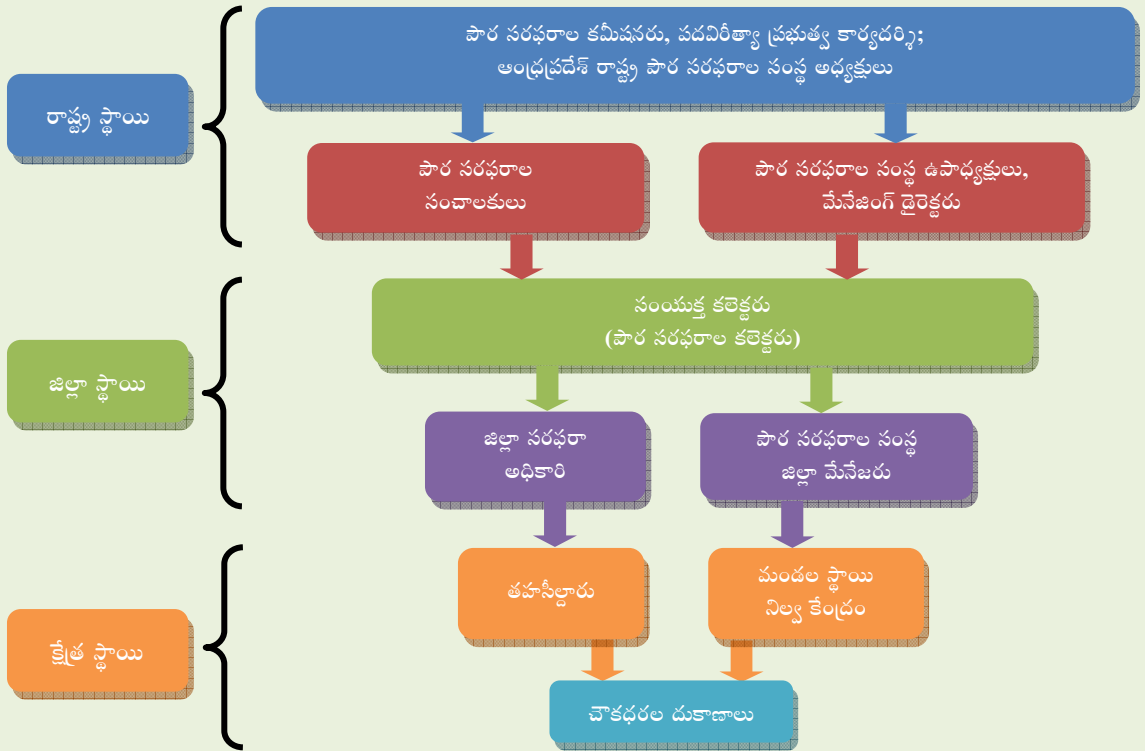 పౌర సరఫరాల కమీషనరు, పదవిరీత్యా ప్రభుత్వ కార్యదర్శి;
ఆంధ్రప్రదేశ్ రాష్ట్ర పౌర సరఫరాల సంస్థ అధ్యక్షులు
రాష్ట్ర స్థాయి
పౌర సరఫరాల
సంచాలకులు
పౌర సరఫరాల సంస్థ ఉపాధ్యక్షులు,
మేనేజింగ్ డైరెక్టరు
సంయుక్త కలెక్టరు
(పౌర సరఫరాల కలెక్టరు)
జిల్లా స్థాయి
జిల్లా సరఫరా
అధికారి
పౌర సరఫరాల సంస్థ
జిల్లా మేనేజరు
తహసీల్దారు
మండల స్థాయి
నిల్వ కేంద్రం
క్షేత్ర స్థాయి
చౌకధరల దుకాణాలు